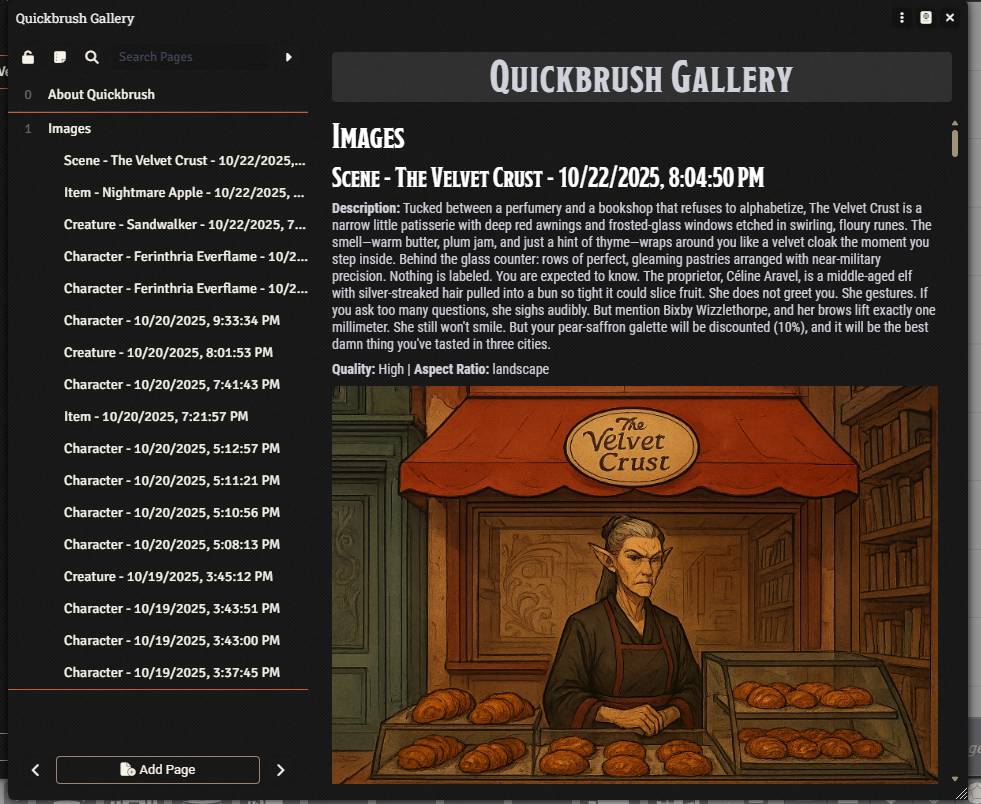 Quickbrush Gallery
Search Pages
0 About Quickbrush
1 Images
Scene - The Velvet Crust - 10/22/2025,...
Item - Nightmare Apple - 10/22/2025, ...
Creature - Sandwalker - 10/22/2025, 7...
Character - Ferinthria Everflame - 10/2...
Character - Ferinthria Everflame - 10/2...
Character - 10/20/2025, 9:33:34 PM
Creature - 10/20/2025, 8:01:53 PM
Character - 10/20/2025, 7:41:43 PM
Item - 10/20/2025, 7:21:57 PM
Character - 10/20/2025, 5:12:57 PM
Character - 10/20/2025, 5:11:21 PM
Character - 10/20/2025, 5:10:56 PM
Character - 10/20/2025, 5:08:13 PM
Creature - 10/19/2025, 3:45:12 PM
Character - 10/19/2025, 3:43:51 PM
Character - 10/19/2025, 3:43:00 PM
Character - 10/19/2025, 3:37:45 PM
Add Page
Quickbrush Gallery
Images
Scene - The Velvet Crust - 10/22/2025, 8:04:50 PM
Description: Tucked between a perfumery and a bookshop that refuses to alphabetize, The Velvet Crust is a
narrow little patisserie with deep red awnings and frosted-glass windows etched in swirling, floury runes. The
smell—warm butter, plum jam, and just a hint of thyme—wraps around you like a velvet cloak the moment you
step inside. Behind the glass counter: rows of perfect, gleaming pastries arranged with near-military
precision. Nothing is labeled. You are expected to know. The proprietor, Céline Aravel, is a middle-aged elf
with silver-streaked hair pulled into a bun so tight it could slice fruit. She does not greet you. She gestures. If
you ask too many questions, she sighs audibly. But mention Bixby Wizzlethorpe, and her brows lift exactly one
millimeter. She still won't smile. But your pear-saffron galette will be discounted (10%), and it will be the best
damn thing you've tasted in three cities.
Quality: High | Aspect Ratio: landscape
The
Velvet
Crust